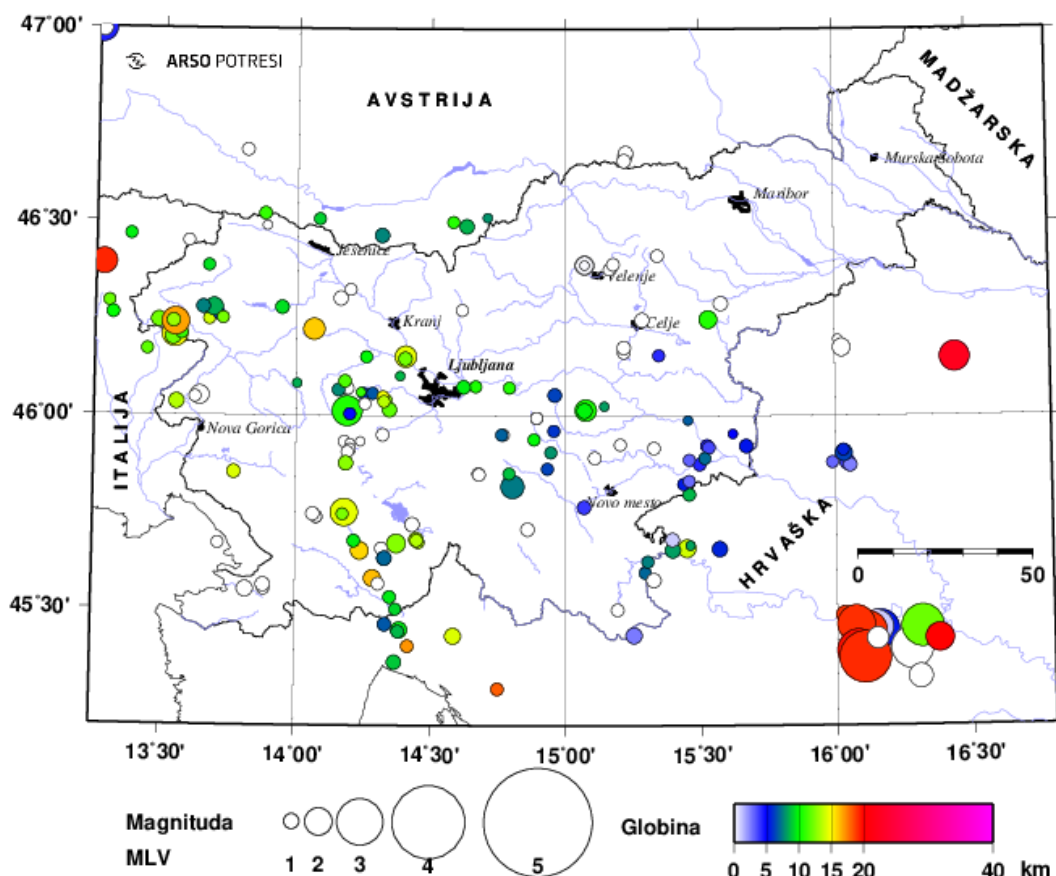 47°00'
ARSO POTRESI
AVSTRIJA
MADŽARSKA
Murska Sobota
Maribor
46°30'
Jesenice
Velenje
Kranj
Celje
Ljubljana
46°00'
ITALIJA
Nova Gorica
Novo mesto
HRVAŠKA
0 50
45°30'
13°30' 14°00' 14°30' 15°00' 15°30' 16°00' 16°30'
Magnituda
MLV
1 2 3 4 5
Globina
0 5 10 15 20 40 km